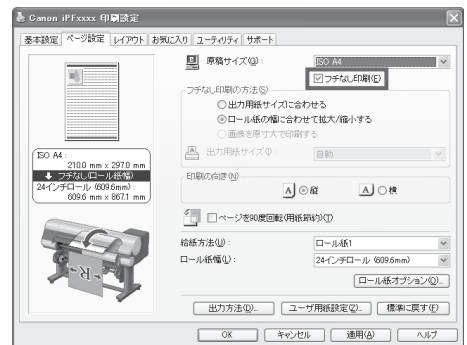 Canon iPFxxxx 印刷設定
基本設定 ページ設定 レイアウト お気に入り ユーティリティ サポート
原稿サイズ(Q): ISO A4
フチなし印刷(E)
フチなし印刷の方法(S)
出力用紙サイズに合わせる
ロール紙の幅に合わせて拡大/縮小する
画像を原寸大で印刷する
出力用紙サイズ: 自動
ISO A4 :
210.0 mm x 297.0 mm
フチなし(ロール紙幅)
24インチロール (609.6mm) :
609.6 mm x 867.1 mm
印刷の向き(N)
A 縦 A 横
ページを90度回転(用紙節約)(T)
給紙方法(U): ロール紙1
ロール紙幅(L): 24インチロール (609.6mm)
ロール紙オプション(O)...
R
出力方法(D)... ユーザ用紙設定(Z)... 標準に戻す(F)
OK キャンセル 適用(A) ヘルプ